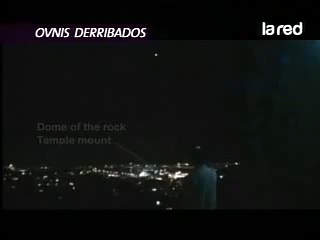 OVNIS DERRIBADOS
la red
Dome of the rock
Temple mount